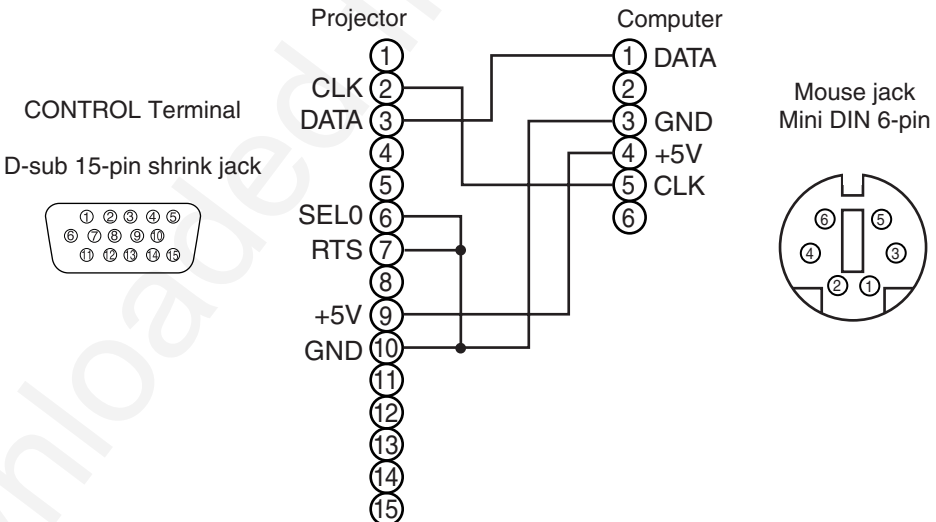 Projector
Computer
CONTROL Terminal
D-sub 15-pin shrink jack
① ② ③ ④ ⑤
⑥ ⑦ ⑧ ⑨ ⑩
⑪ ⑫ ⑬ ⑭ ⑮
①
CLK ②
DATA ③
④
⑤
SEL0 ⑥
RTS ⑦
⑧
+5V ⑨
GND ⑩
⑪
⑫
⑬
⑭
⑮
① DATA
②
③ GND
④ +5V
⑤ CLK
⑥
Mouse jack
Mini DIN 6-pin
⑥ ⑤
④ ③
② ①
nloaded